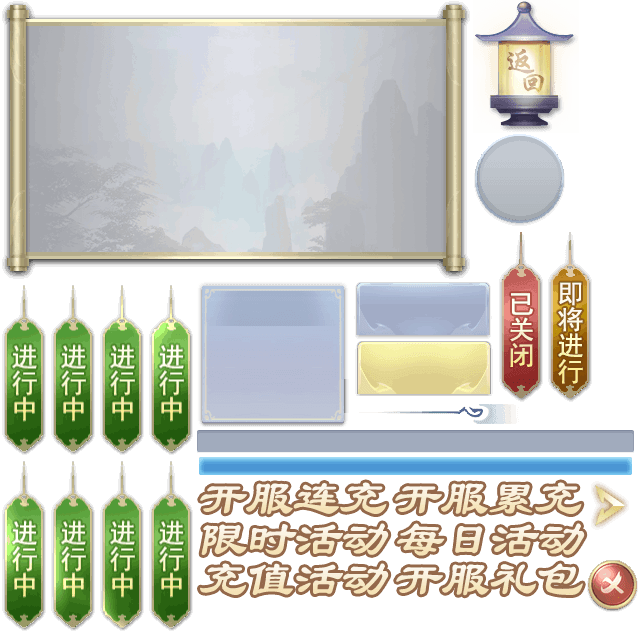 返回
已关闭
即将进行
进行中
进行中
进行中
进行中
进行中
进行中
进行中
进行中
开服连充 开服累充
限时活动 每日活动
充值活动 开服礼包